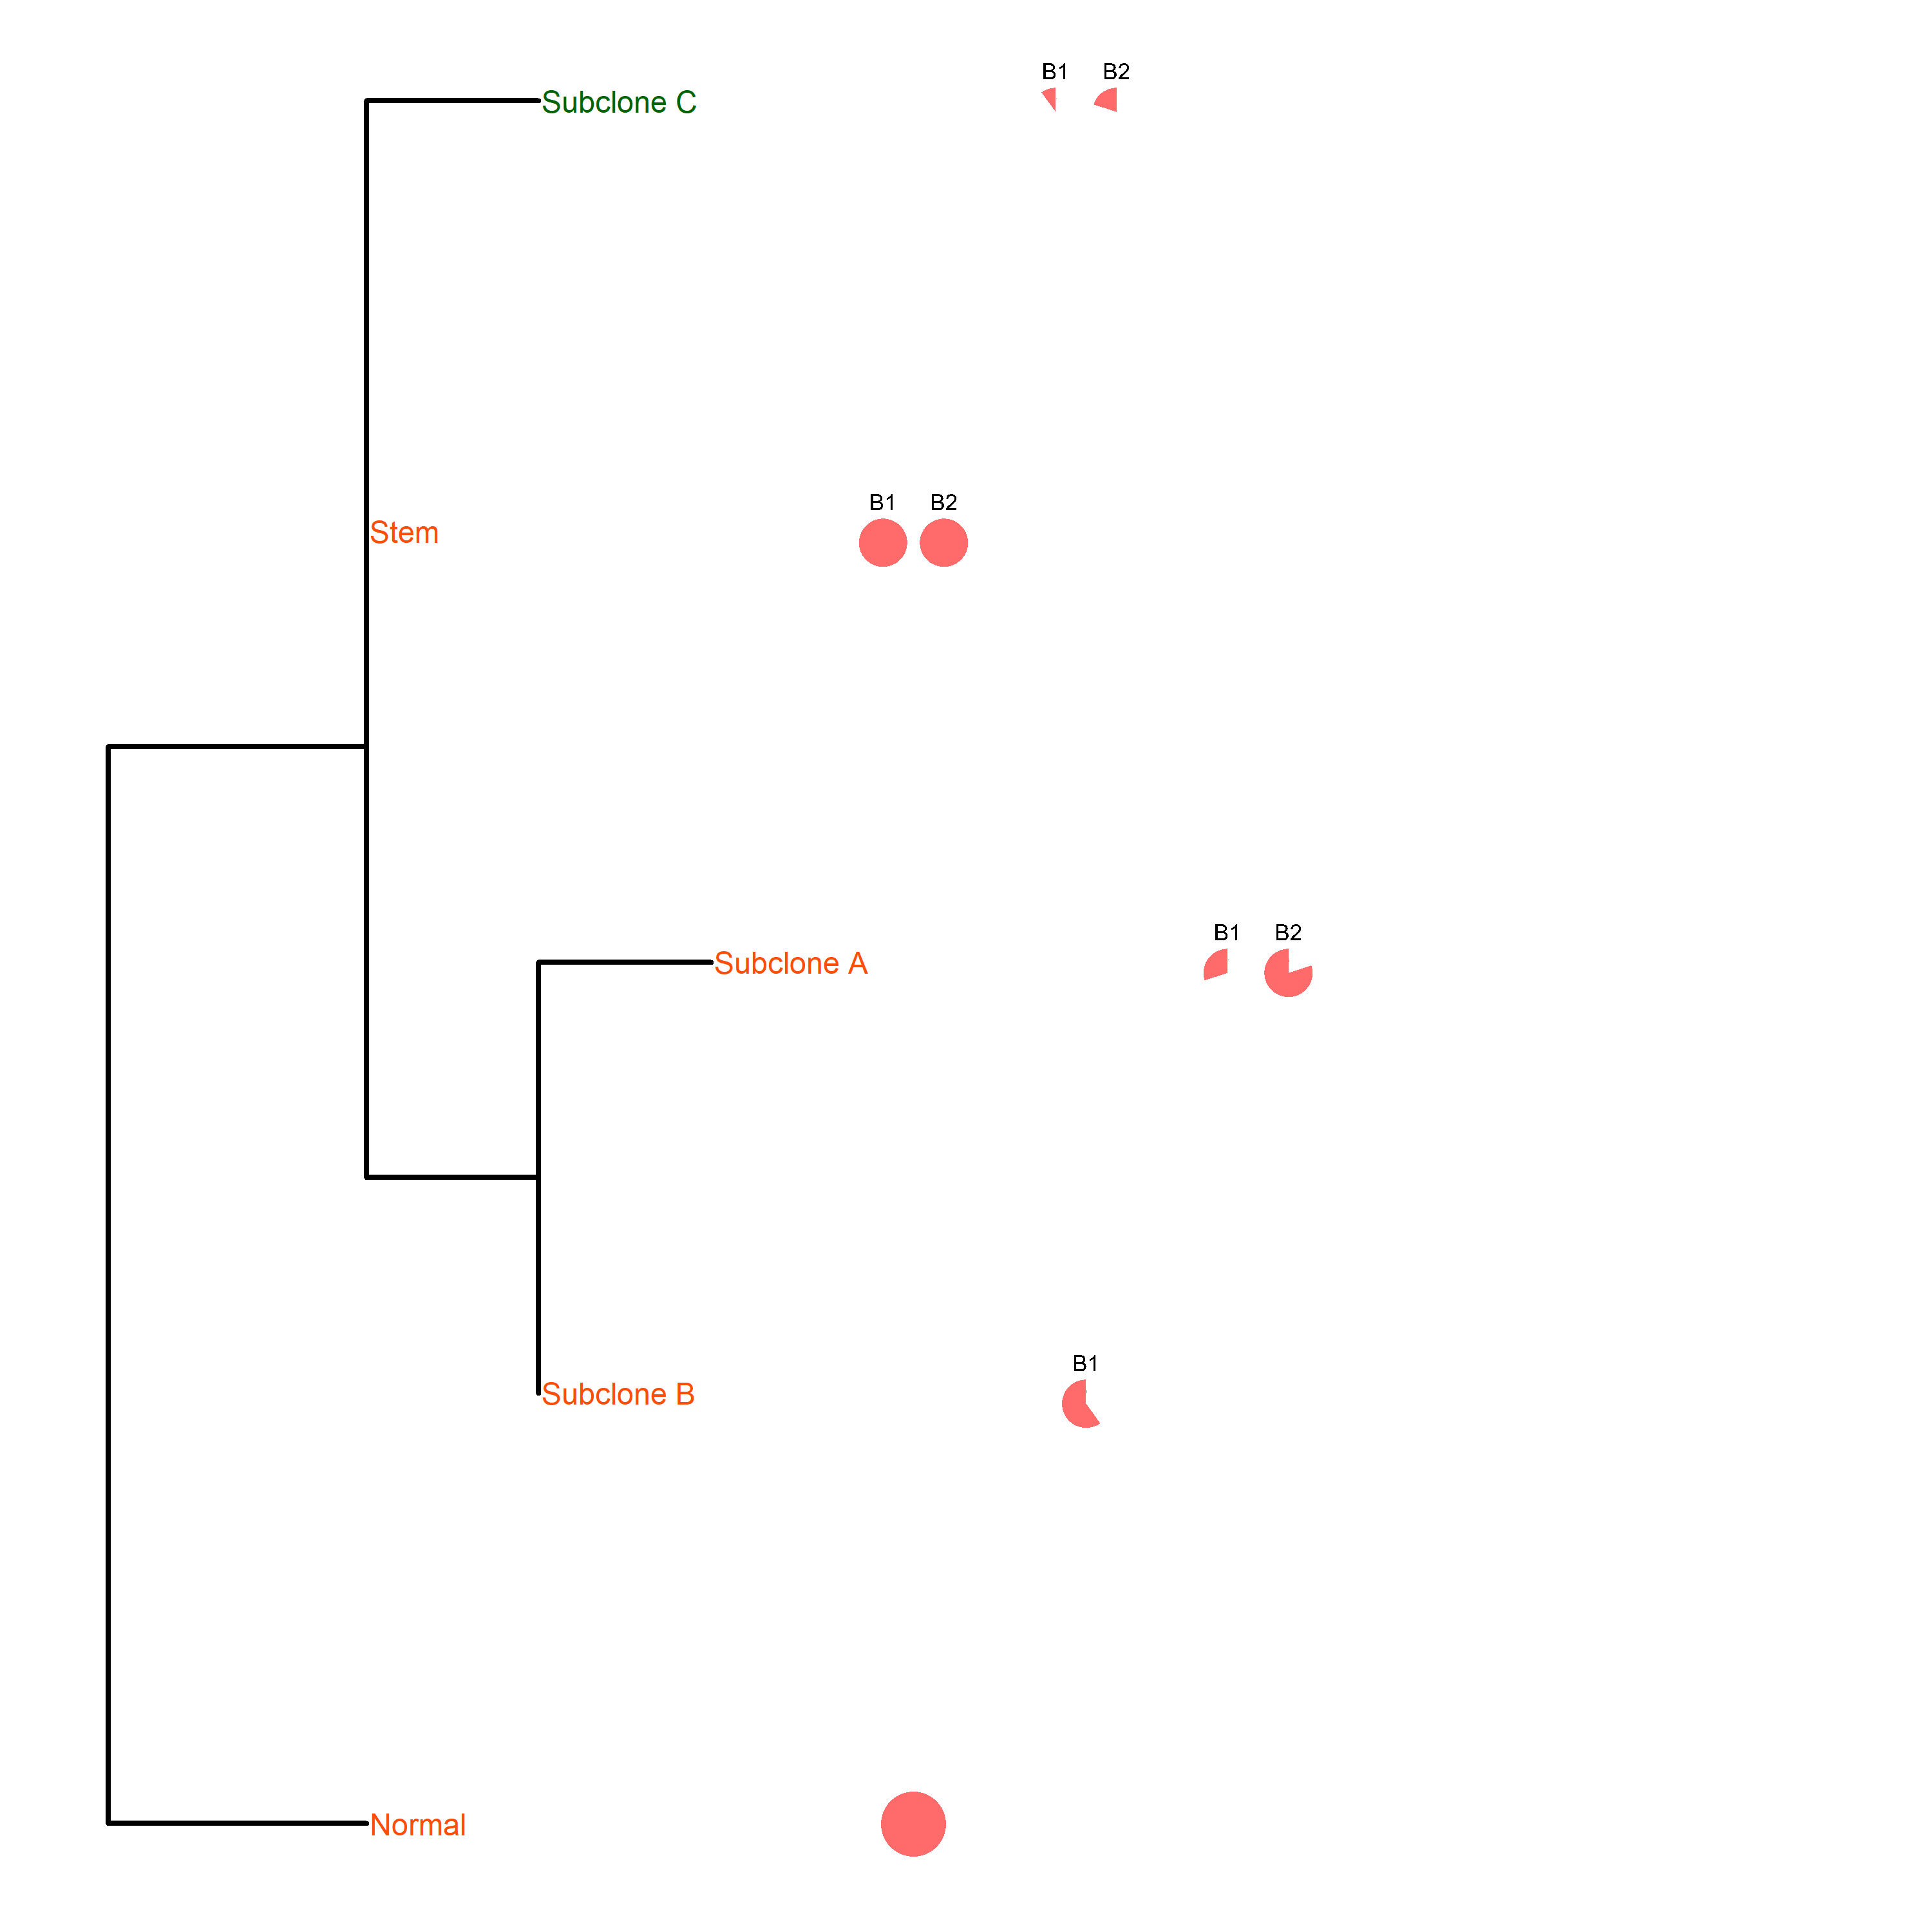 B1 B2
Subclone C
B1 B2
Stem
B1 B2
Subclone A
B1
Subclone B
Normal